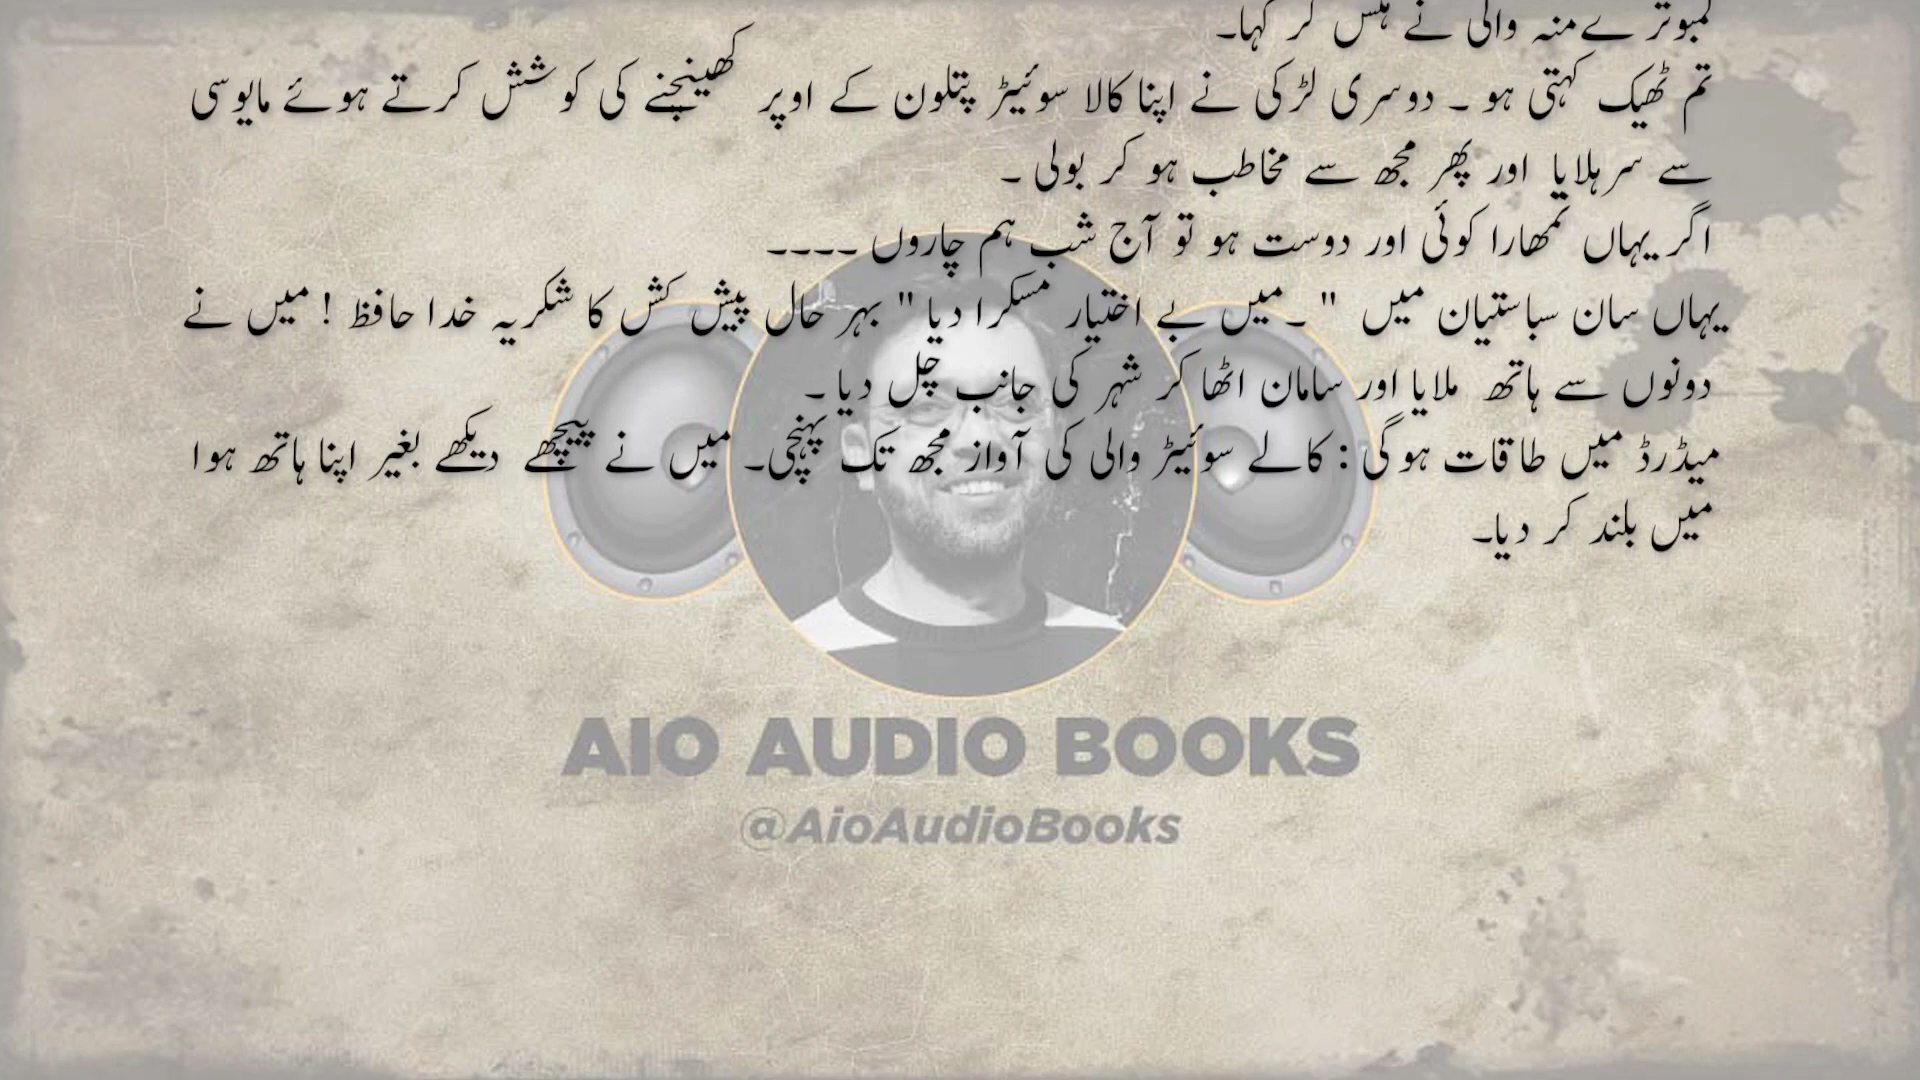 لمبوترے منہ والی نے ہنس کر کہا۔
تم ٹھیک کہتی ہو ۔ دوسری لڑکی نے اپنا کالا سوئیڑ پتلون کے اوپر کھینچنے کی کوشش کرتے ہوئے مایوسی
سے سر ہلایا اور پھر مجھ سے مخاطب ہو کر بولی ۔
اگر یہاں تمھارا کوئی اور دوست ہو تو آج شب ہم چاروں ۔۔۔۔
یہاں سان سباستیان میں " ۔ میں بے اختیار مسکرا دیا " بہر حال پیش کش کا شکریہ خدا حافظ ! میں نے
دونوں سے ہاتھ ملایا اور سامان اٹھا کر شہر کی جانب چل دیا ۔
میڈرڈ میں طاقات ہوگی : کالے سوئیڑ والی کی آواز مجھ تک پہنچی۔ میں نے پیچھے دیکھے بغیر اپنا ہاتھ ہوا
میں بلند کر دیا۔
AIO AUDIO BOOKS
@AioAudioBooks